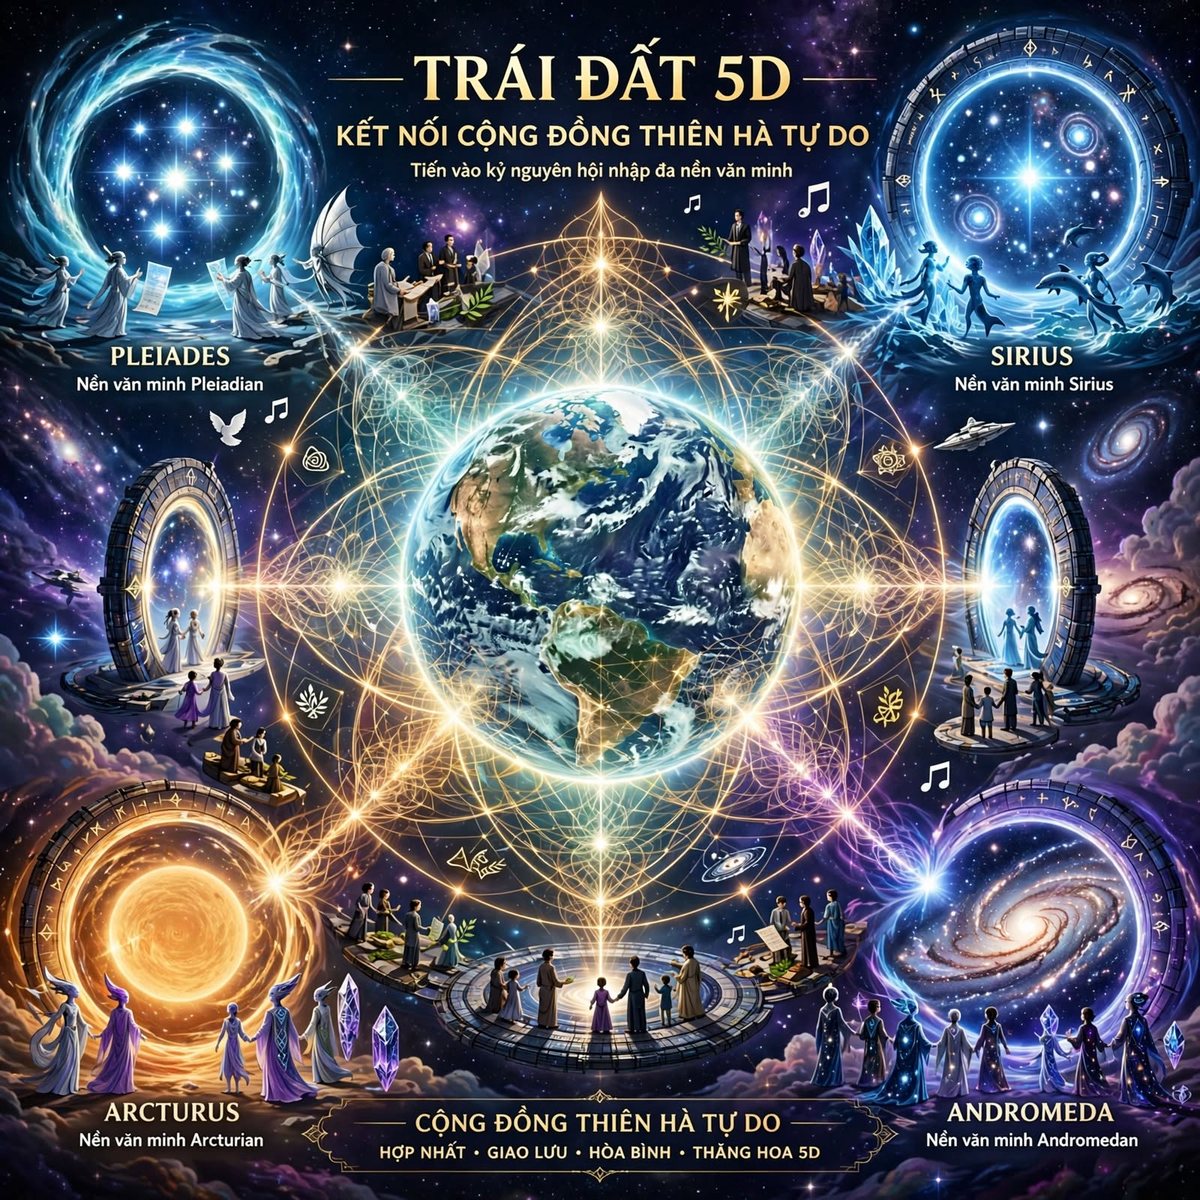 TRÁI ĐẤT 5D
KẾT NỐI CỘNG ĐỒNG THIÊN HÀ TỰ DO
Tiến vào kỷ nguyên hội nhập đa nền văn minh
PLEIADES
Nền văn minh Pleiadian
SIRIUS
Nền văn minh Sirius
ARCTURUS
Nền văn minh Arcturian
ANDROMEDA
Nền văn minh Andromedan
CỘNG ĐỒNG THIÊN HÀ TỰ DO
HỢP NHẤT • GIAO LƯU • HÒA BÌNH • THĂNG HOA 5D